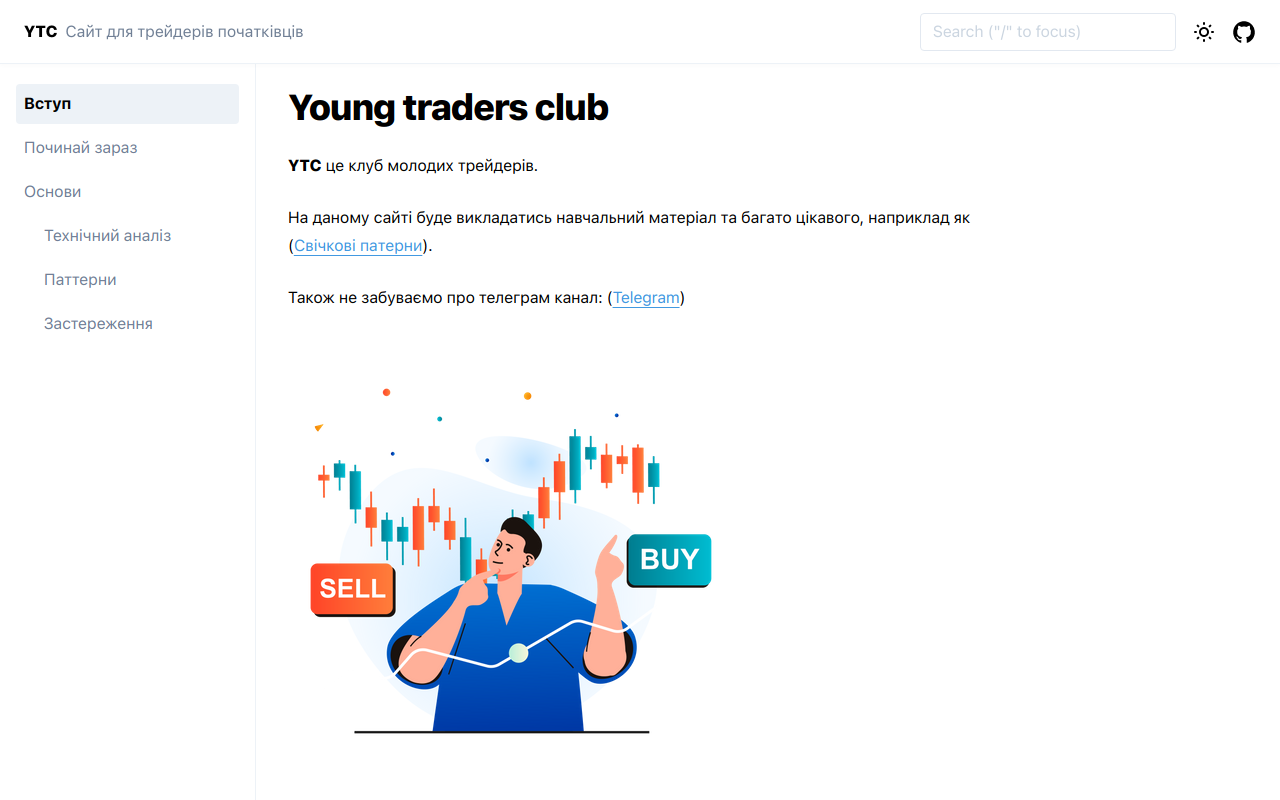 YTC Сайт для трейдерів початківців
Search ("/" to focus)
Вступ
Починай зараз
Основи
Технічний аналіз
Паттерни
Застереження
Young traders club
YTC це клуб молодих трейдерів.
На даному сайті буде викладатись навчальний матеріал та багато цікавого, наприклад як
(Свічкові патерни).
Також не забуваємо про телеграм канал: (Telegram)
BUY
SELL